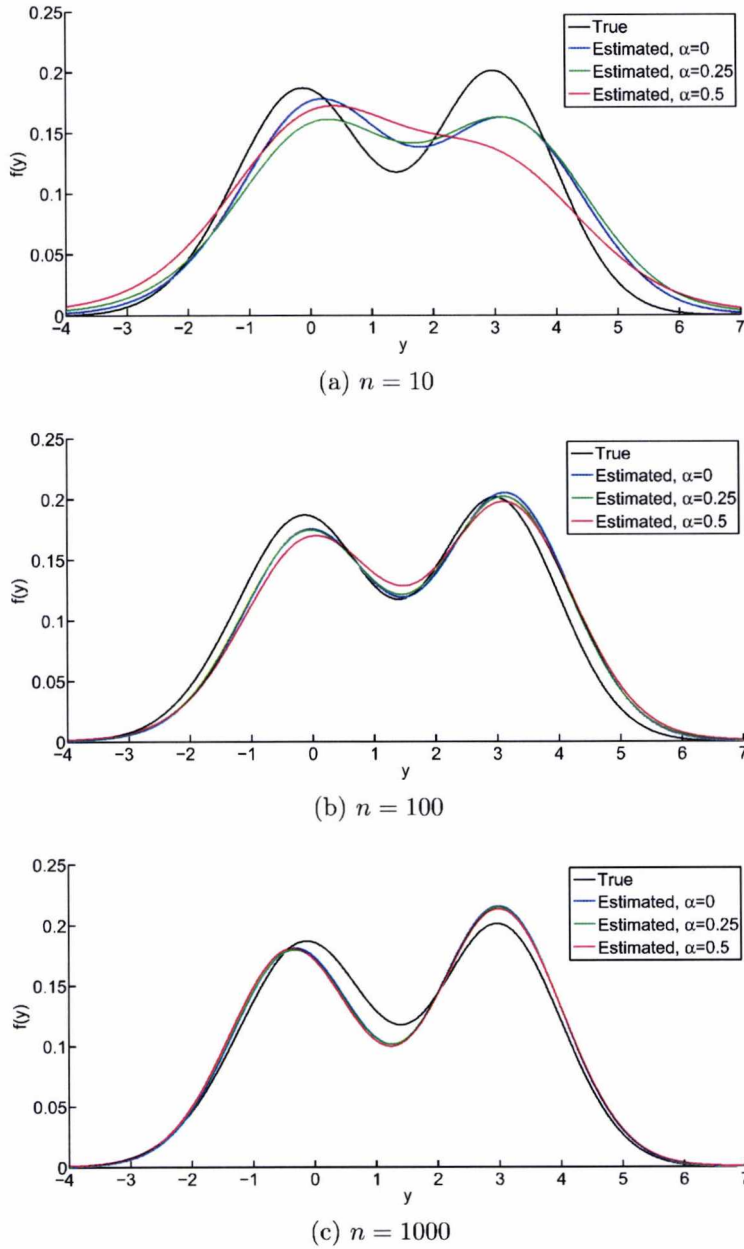 0.25
0.2
0.15
0.1
0.05
0
f(y)
True
Estimated, α=0
Estimated, α=0.25
Estimated, α=0.5
−4 −3 −2 −1 0 1 2 3 4 5 6 7
y
(a) n = 10
0.25
0.2
0.15
0.1
0.05
0
f(y)
True
Estimated, α=0
Estimated, α=0.25
Estimated, α=0.5
−4 −3 −2 −1 0 1 2 3 4 5 6 7
y
(b) n = 100
0.25
0.2
0.15
0.1
0.05
0
f(y)
True
Estimated, α=0
Estimated, α=0.25
Estimated, α=0.5
−4 −3 −2 −1 0 1 2 3 4 5 6 7
y
(c) n = 1000